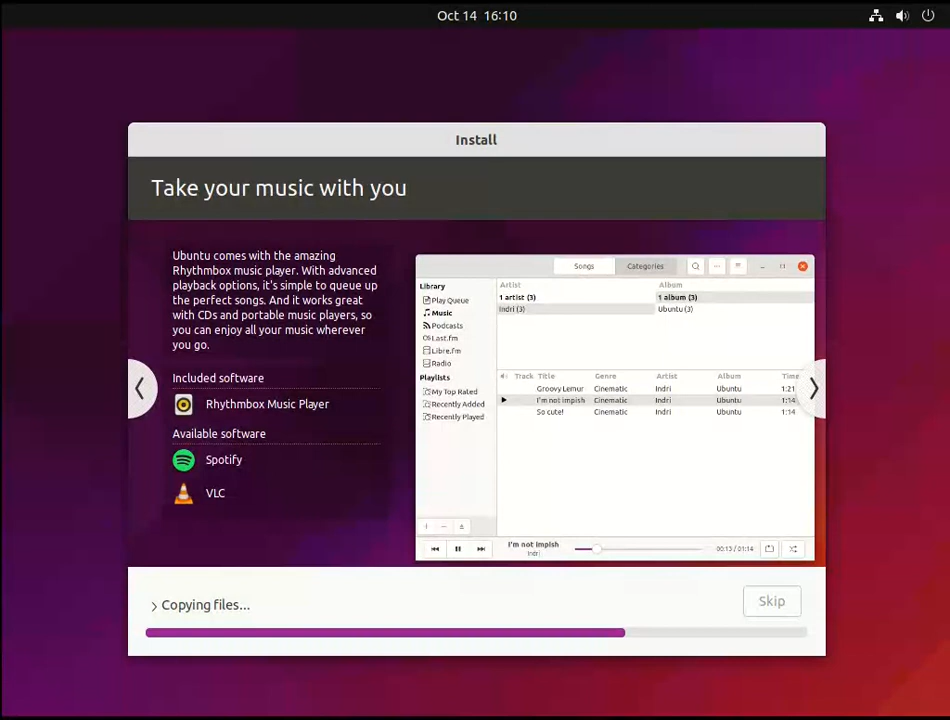 Oct 14 16:10
Install
Take your music with you
Ubuntu comes with the amazing
Rhythmbox music player. With advanced
playback options, it's simple to queue up
the perfect songs. And it works great
with CDs and portable music players, so
you can enjoy all your music wherever
you go.
Included software
Rhythmbox Music Player
Available software
Spotify
VLC
Songs Categories
Library
Play Queue
Music
Podcasts
Last.fm
Libre.fm
Radio
Playlists
My Top Rated
Recently Added
Recently Played
Artist Album
1 artist (3) 1 album (3)
Indri (3) Ubuntu (3)
Track Title Genre Artist Album Time
Groovy Lemur Cinematic Indri Ubuntu 1:21
I'm not impish Cinematic Indri Ubuntu 1:14
So cute! Cinematic Indri Ubuntu 1:14
I'm not impish
Indri
00:13 / 01:14
Copying files...
Skip